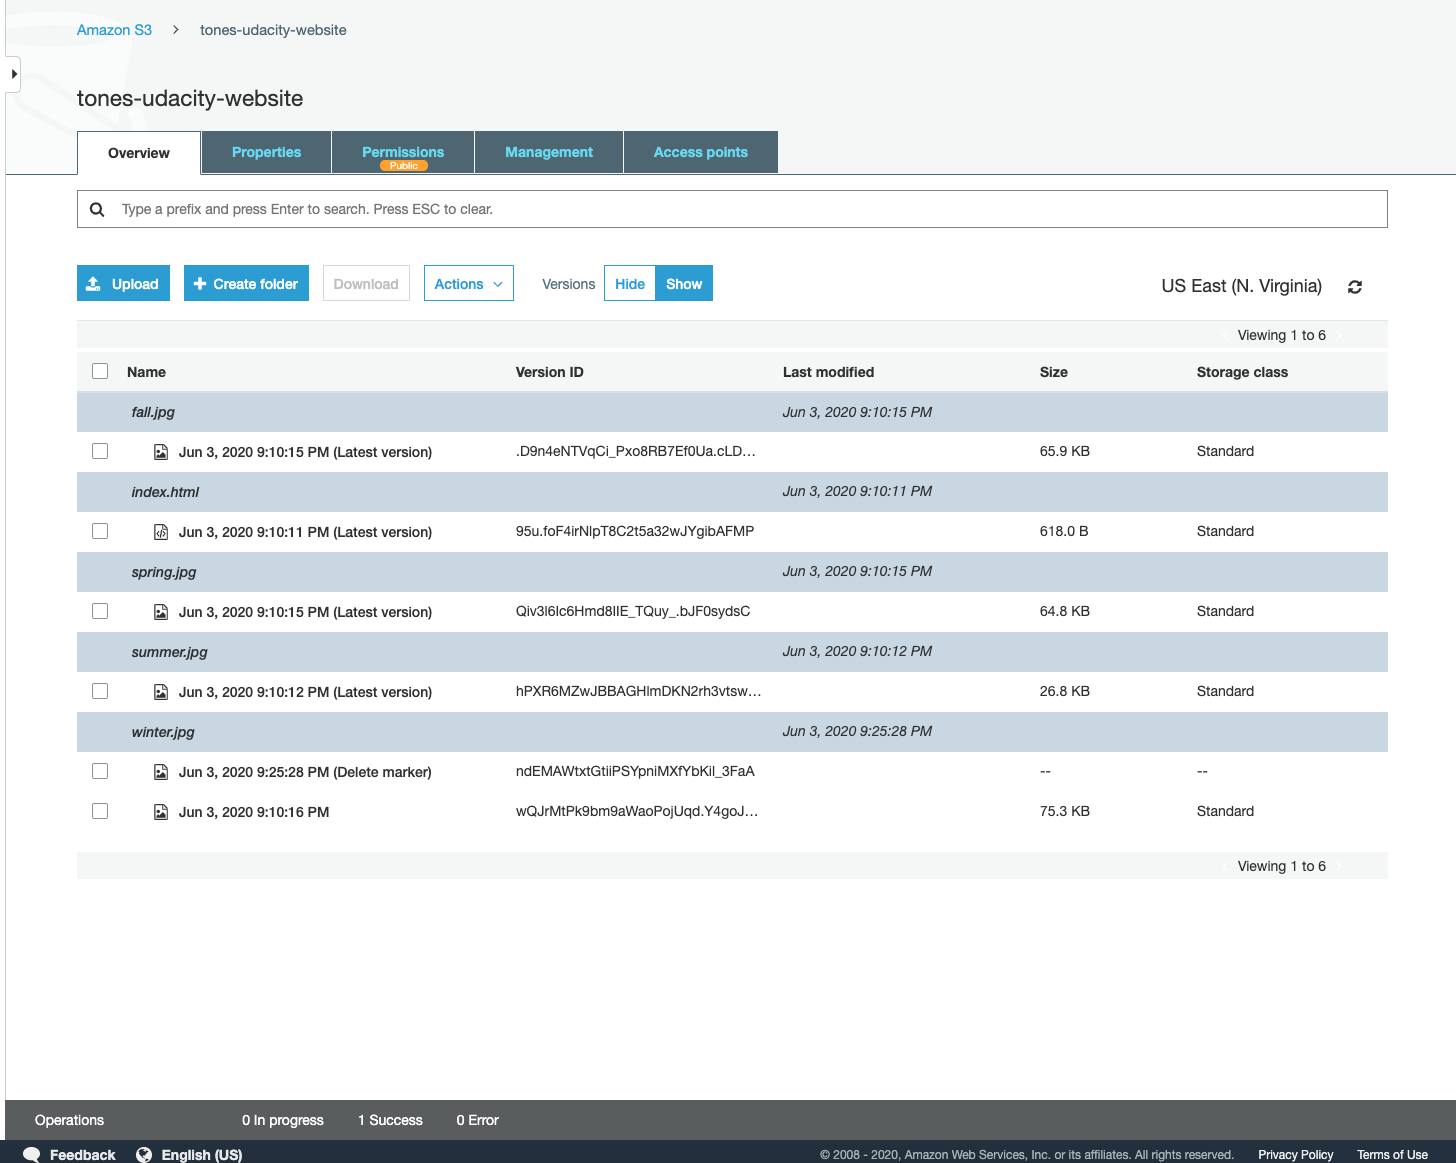 Amazon S3 > tones-udacity-website
tones-udacity-website
Overview Properties Permissions Management Access points
Public
Type a prefix and press Enter to search. Press ESC to clear.
Upload + Create folder Download Actions Versions Hide Show US East (N. Virginia)
Viewing 1 to 6
Name Version ID Last modified Size Storage class
fall.jpg Jun 3, 2020 9:10:15 PM
Jun 3, 2020 9:10:15 PM (Latest version) .D9n4eNTVqCi_Pxo8RB7Ef0Ua.cLD... 65.9 KB Standard
index.html Jun 3, 2020 9:10:11 PM
Jun 3, 2020 9:10:11 PM (Latest version) 95u.foF4irNlpT8C2t5a32wJYgibAFMP 618.0 B Standard
spring.jpg Jun 3, 2020 9:10:15 PM
Jun 3, 2020 9:10:15 PM (Latest version) Qiv3l6Ic6Hmd8IIE_TQuy_.bJF0sydsC 64.8 KB Standard
summer.jpg Jun 3, 2020 9:10:12 PM
Jun 3, 2020 9:10:12 PM (Latest version) hPXR6MZwJBBAGHlmDKN2rh3vtsw... 26.8 KB Standard
winter.jpg Jun 3, 2020 9:25:28 PM
Jun 3, 2020 9:25:28 PM (Delete marker) ndEMAWtxtGtiiPSYpniMXfYbKil_3FaA -- --
Jun 3, 2020 9:10:16 PM wQJrMtPk9bm9aWaoPojUqd.Y4goJ... 75.3 KB Standard
Viewing 1 to 6
Operations 0 In progress 1 Success 0 Error
Feedback English (US) © 2008 - 2020, Amazon Web Services, Inc. or its affiliates. All rights reserved. Privacy Policy Terms of Use